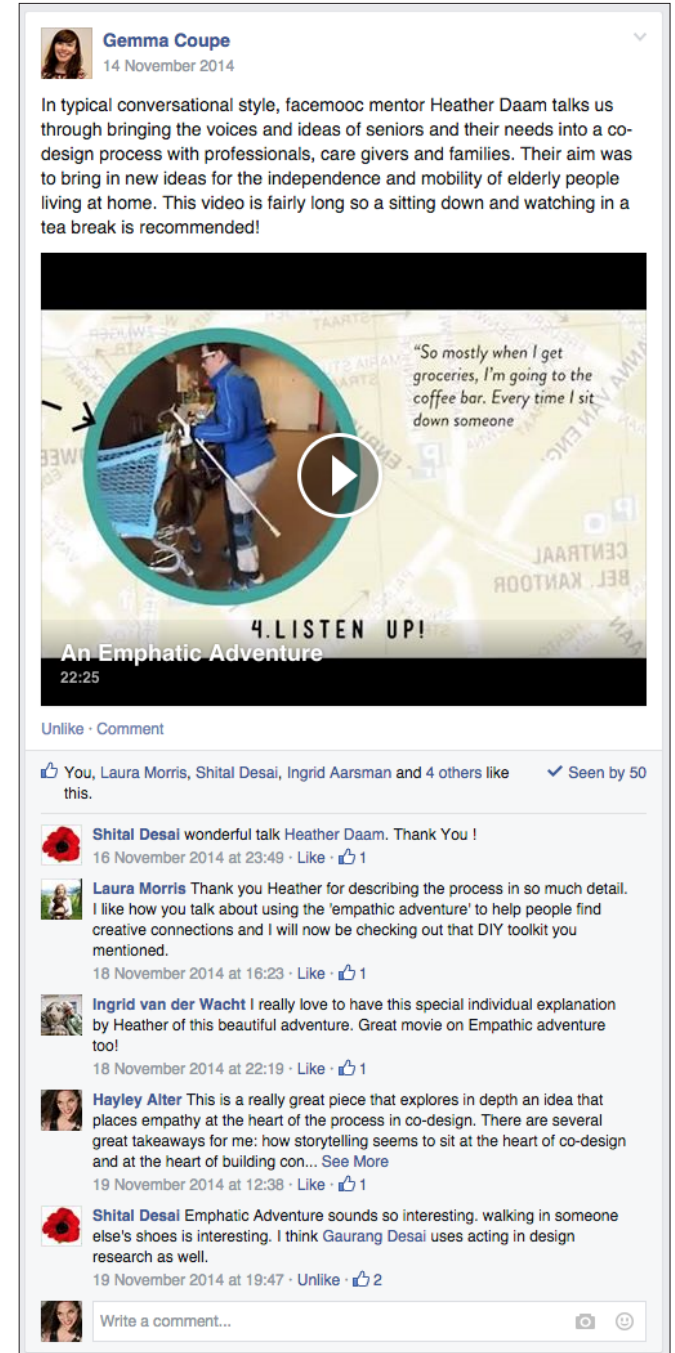 Gemma Coupe
14 November 2014
In typical conversational style, facemooc mentor Heather Daam talks us
through bringing the voices and ideas of seniors and their needs into a co-
design process with professionals, care givers and families. Their aim was
to bring in new ideas for the independence and mobility of elderly people
living at home. This video is fairly long so a sitting down and watching in a
tea break is recommended!
"So mostly when I get
groceries, I'm going to the
coffee bar. Every time I sit
down someone
CENTRAAL
BEL. KANTOOR
4.LISTEN UP!
An Emphatic Adventure
22:25
Unlike · Comment
You, Laura Morris, Shital Desai, Ingrid Aarsman and 4 others like
this.
Seen by 50
Shital Desai wonderful talk Heather Daam. Thank You !
16 November 2014 at 23:49 · Like · 1
Laura Morris Thank you Heather for describing the process in so much detail.
I like how you talk about using the 'empathic adventure' to help people find
creative connections and I will now be checking out that DIY toolkit you
mentioned.
18 November 2014 at 16:23 · Like · 1
Ingrid van der Wacht I really love to have this special individual explanation
by Heather of this beautiful adventure. Great movie on Empathic adventure
too!
18 November 2014 at 22:19 · Like · 1
Hayley Alter This is a really great piece that explores in depth an idea that
places empathy at the heart of the process in co-design. There are several
great takeaways for me: how storytelling seems to sit at the heart of co-design
and at the heart of building con... See More
19 November 2014 at 12:38 · Like · 1
Shital Desai Emphatic Adventure sounds so interesting. walking in someone
else's shoes is interesting. I think Gaurang Desai uses acting in design
research as well.
19 November 2014 at 19:47 · Unlike · 2
Write a comment...